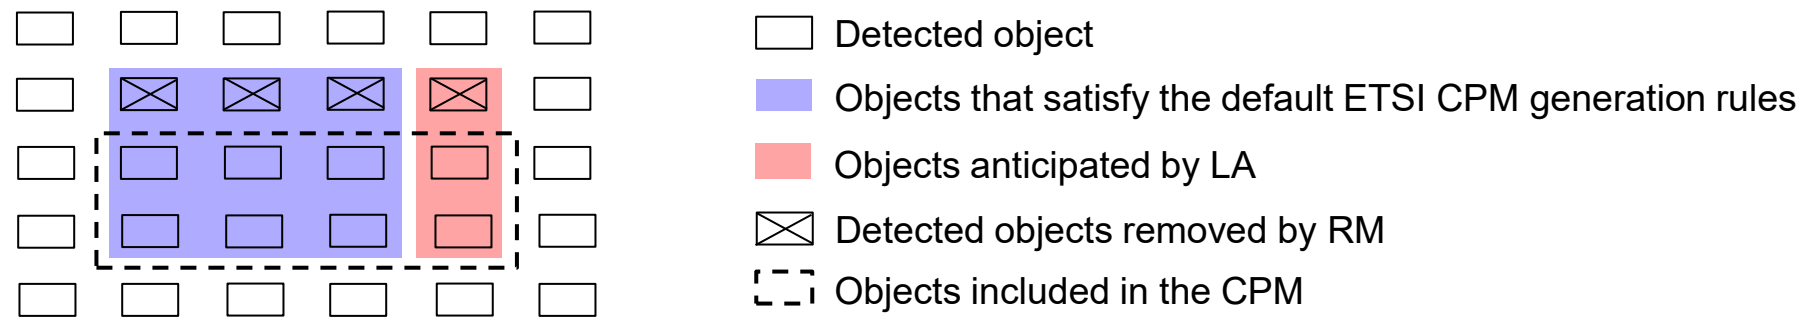 Detected object
Objects that satisfy the default ETSI CPM generation rules
Objects anticipated by LA
Detected objects removed by RM
Objects included in the CPM